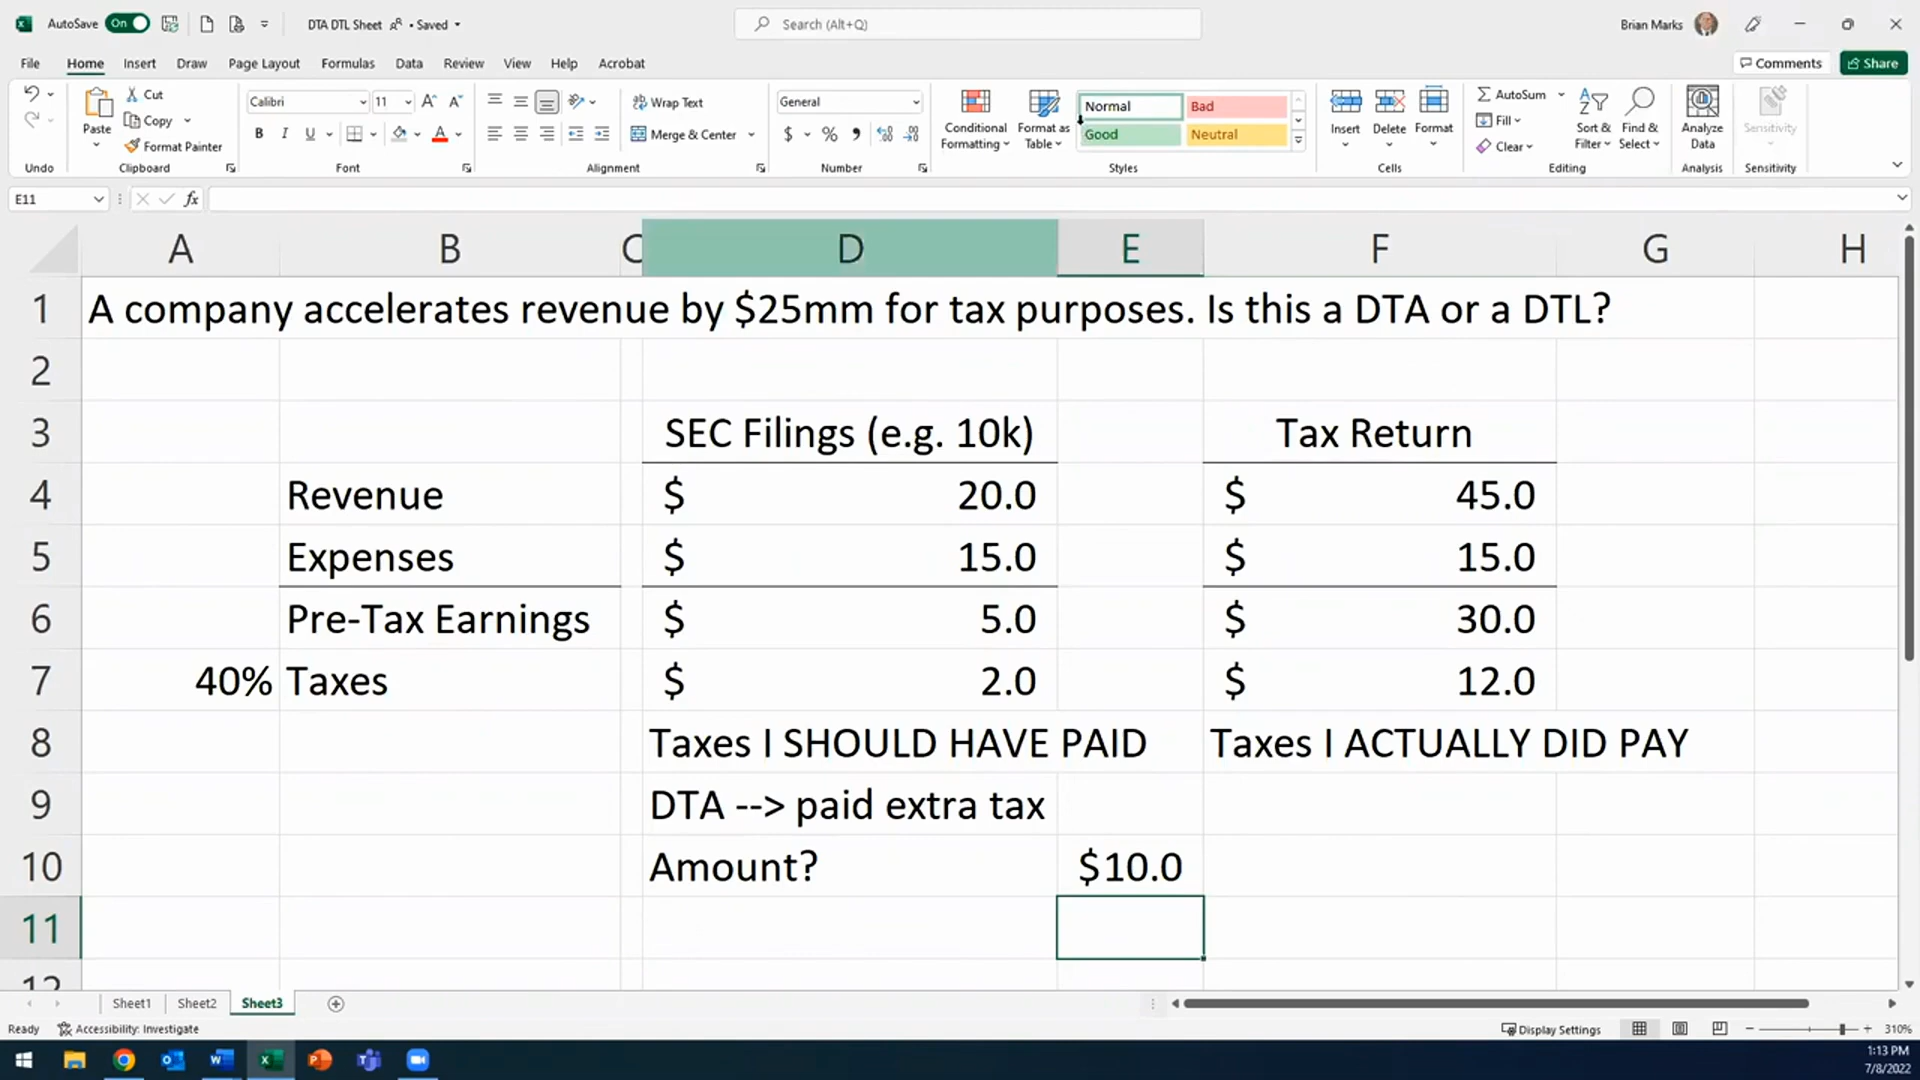 AutoSave On DTA DTL Sheet • Saved Search (Alt+Q) Brian Marks
File Home Insert Draw Page Layout Formulas Data Review View Help Acrobat Comments Share
Paste Cut Calibri 11 Wrap Text General Conditional Formatting Format as Table Normal Bad Insert Delete Format AutoSum Sort & Filter Find & Select Analyze Data Sensitivity
Copy B I U A Merge & Center $ % Good Neutral Fill
Format Painter Clear
Undo Clipboard Font Alignment Number Styles Cells Editing Analysis Sensitivity
E11 fx
A B C D E F G H
1 A company accelerates revenue by $25mm for tax purposes. Is this a DTA or a DTL?
2
3 SEC Filings (e.g. 10k) Tax Return
4 Revenue $ 20.0 $ 45.0
5 Expenses $ 15.0 $ 15.0
6 Pre-Tax Earnings $ 5.0 $ 30.0
7 40% Taxes $ 2.0 $ 12.0
8 Taxes I SHOULD HAVE PAID Taxes I ACTUALLY DID PAY
9 DTA --> paid extra tax
10 Amount? $10.0
11
12
Sheet1 Sheet2 Sheet3
Ready Accessibility: Investigate Display Settings 310%
1:13 PM
7/8/2022